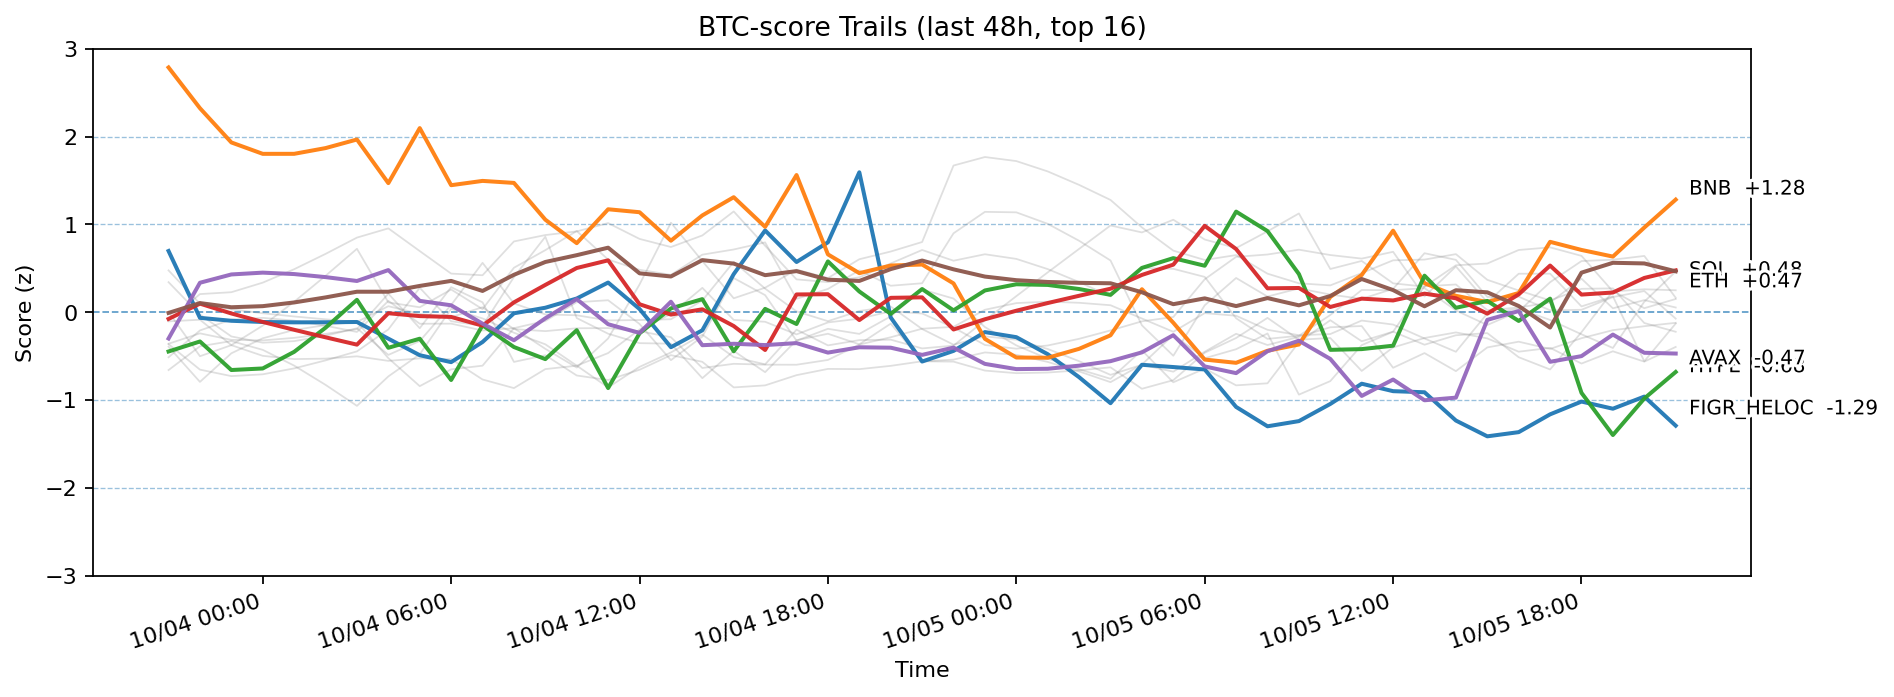 BTC-score Trails (last 48h, top 16)
Score (z)
3
2
1
0
−1
−2
−3
BNB +1.28
SOL +0.48
ETH +0.47
AVAX -0.47
FIGR_HELOC -1.29
10/04 00:00
10/04 06:00
10/04 12:00
10/04 18:00
10/05 00:00
10/05 06:00
10/05 12:00
10/05 18:00
Time